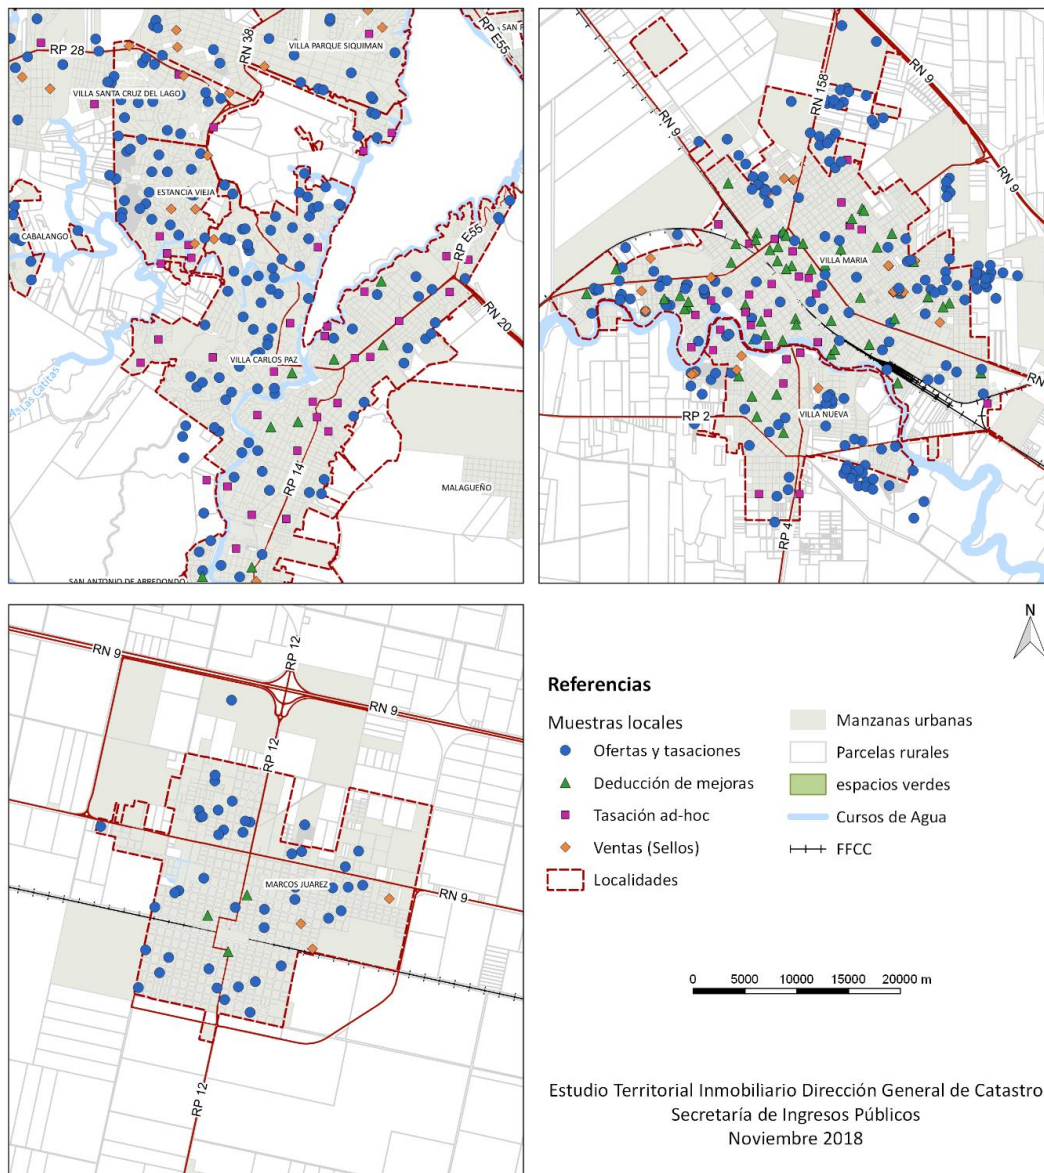 RP 28
RN 38
VILLA PARQUE SIQUIMAN
RP E55
VILLA SANTA CRUZ DEL LAGO
ESTANCIA VIEJA
CABALANGO
RP E55
RN 20
VILLA CARLOS PAZ
Las Catitas
RP 14
MALAGUEÑO
SAN ANTONIO DE ARREDONDO
RN 9
RN 158
RN 9
RN 9
VILLA MARIA
RN
RP 2
VILLA NUEVA
RP 4
RN 9
RP 12
RN 9
RP 12
MARCOS JUAREZ
RN 9
RP 12
N
Referencias
Muestras locales
Ofertas y tasaciones
Deducción de mejoras
Tasación ad-hoc
Ventas (Sellos)
Localidades
Manzanas urbanas
Parcelas rurales
espacios verdes
Cursos de Agua
FFCC
0 5000 10000 15000 20000 m
Estudio Territorial Inmobiliario Dirección General de Catastro
Secretaría de Ingresos Públicos
Noviembre 2018